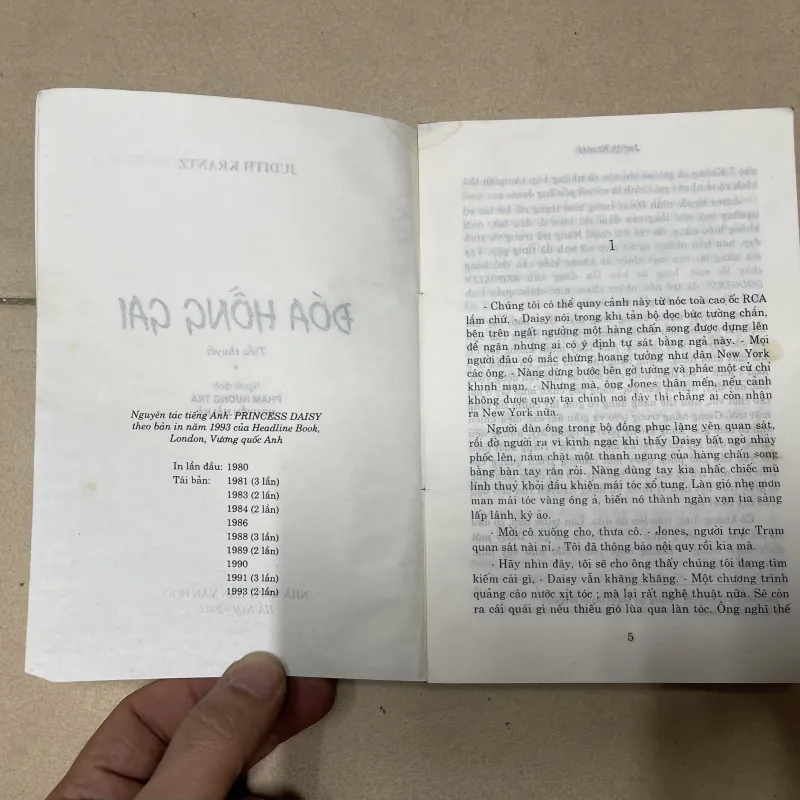 JUDITH KRANTZ
ĐÓA HỒNG GAI
Tiểu thuyết
Người dịch
PHẠM HƯƠNG TRÀ
Nguyên tác tiếng Anh: PRINCESS DAISY
theo bản in năm 1993 của Headline Book,
London, Vương quốc Anh
In lần đầu: 1980
Tái bản: 1981 (3 lần)
1983 (2 lần)
1984 (2 lần)
1986
1988 (3 lần)
1989 (2 lần)
1990
1991 (3 lần)
1993 (2 lần)
Judith Krantz
1
- Chúng tôi có thể quay cảnh này từ nóc toà cao ốc RCA
lắm chứ, - Daisy nói trong khi tản bộ dọc bức tường chắn,
bên trên ngất ngưởng một hàng chấn song được dựng lên
để ngăn nhưng ai có ý định tự sát bằng ngả này. - Mọi
người đâu có mắc chứng hoang tưởng như dân New York
các ông. - Nàng dừng bước bên gờ tường và phác một cử chỉ
khinh mạn. - Nhưng mà, ông Jones thân mến, nếu cảnh
không được quay tại chính nơi đây thì chẳng ai còn nhận
ra New York nữa.
Người đàn ông trong bộ đồng phục lặng yên quan sát,
rồi đờ người ra vì kinh ngạc khi thấy Daisy bất ngờ nhảy
phốc lên, nắm chặt một thanh ngang của hàng chấn song
bằng bàn tay rắn rỏi. Nàng dùng tay kia nhấc chiếc mũ
lính thuỷ khỏi đầu khiến mái tóc xổ tung. Làn gió nhẹ mơn
man mái tóc vàng óng ả, biến nó thành ngàn vạn tia sáng
lấp lánh, kỳ ảo.
- Mời cô xuống cho, thưa cô. - Jones, người trực Trạm
quan sát nài nỉ. - Tôi đã thông báo nội quy rồi kia mà.
- Hãy nhìn đây, tôi sẽ cho ông thấy chúng tôi đang tìm
kiếm cái gì, - Daisy vẫn khăng khăng. - Một chương trình
quảng cáo nước xịt tóc ; mà lại rất nghệ thuật nữa. Sẽ còn
ra cái quái gì nếu thiếu gió lùa qua làn tóc. Ông nghĩ thế
5